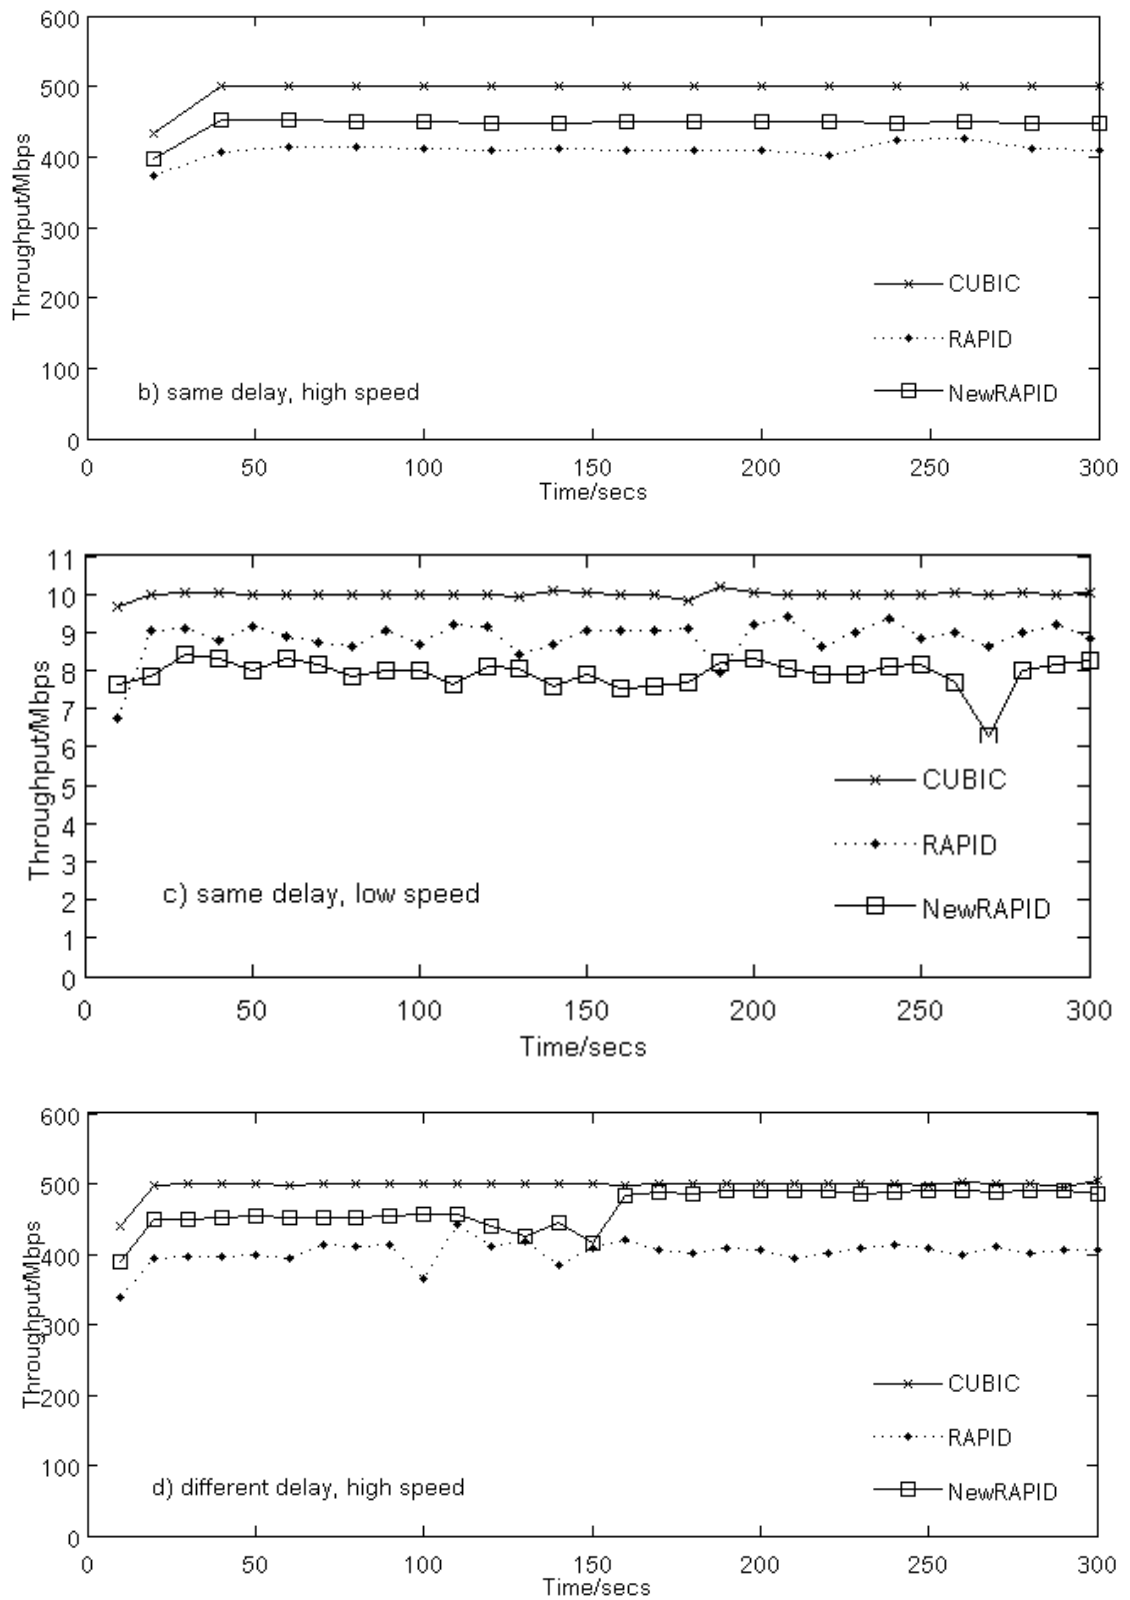 600
500
400
300
200
100
0
Throughput/Mbps
CUBIC
RAPID
NewRAPID
b) same delay, high speed
0 50 100 150 200 250 300
Time/secs
11
10
9
8
7
6
5
4
3
2
1
0
Throughput/Mbps
CUBIC
RAPID
NewRAPID
c) same delay, low speed
0 50 100 150 200 250 300
Time/secs
600
500
400
300
200
100
0
Throughput/Mbps
CUBIC
RAPID
NewRAPID
d) different delay, high speed
0 50 100 150 200 250 300
Time/secs